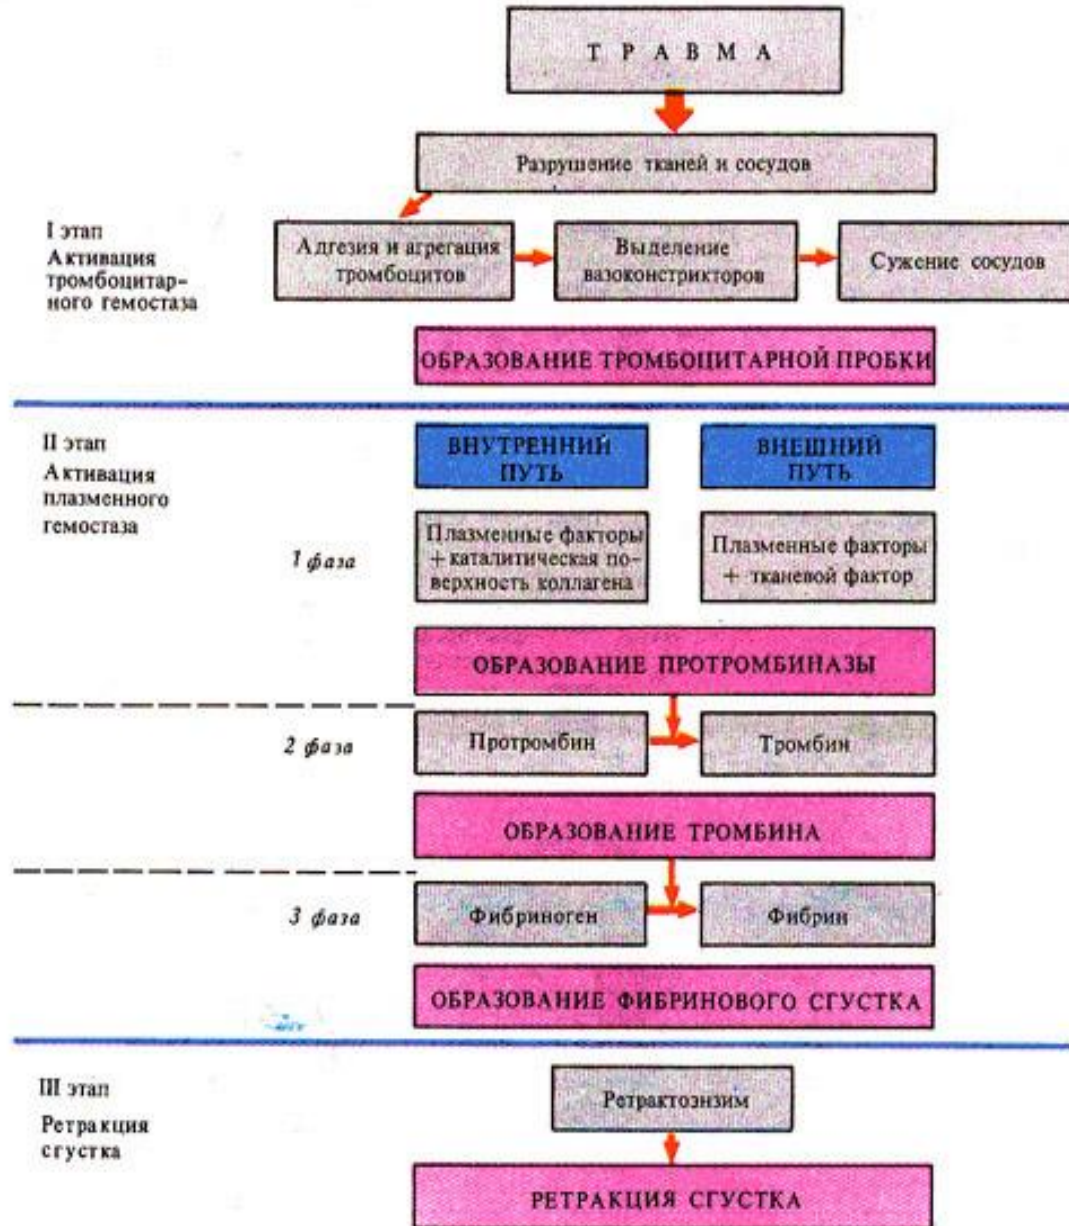 ТРАВМА
Разрушение тканей и сосудов
I этап
Активация
тромбоцитар-
ного гемостаза
Адгезия и агрегация
тромбоцитов
Выделение
вазоконстрикторов
Сужение сосудов
ОБРАЗОВАНИЕ ТРОМБОЦИТАРНОЙ ПРОБКИ
II этап
Активация
плазменного
гемостаза
ВНУТРЕННИЙ
ПУТЬ
ВНЕШНИЙ
ПУТЬ
1 фаза
Плазменные факторы
+ каталитическая по-
верхность коллагена
Плазменные факторы
+ тканевой фактор
ОБРАЗОВАНИЕ ПРОТРОМБИНАЗЫ
2 фаза
Протромбин
Тромбин
ОБРАЗОВАНИЕ ТРОМБИНА
3 фаза
Фибриноген
Фибрин
ОБРАЗОВАНИЕ ФИБРИНОВОГО СГУСТКА
III этап
Ретракция
сгустка
Ретрактоэнзим
РЕТРАКЦИЯ СГУСТКА